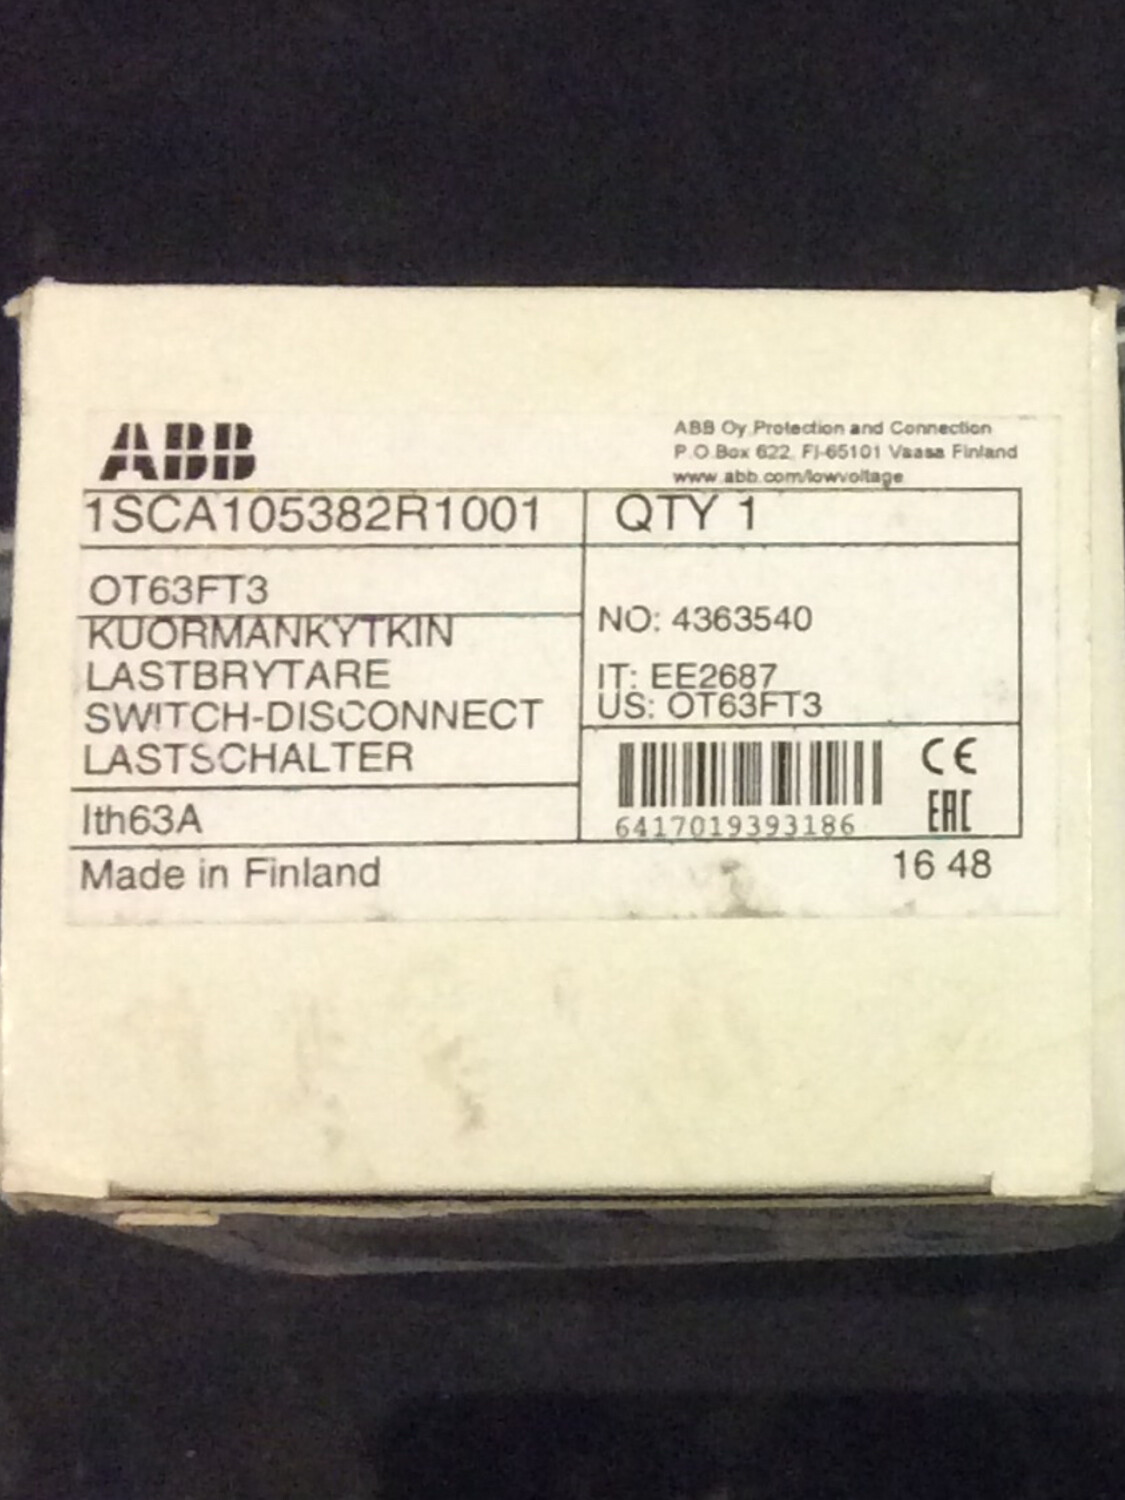 ABB
ABB Oy, Protection and Connection
P.O.Box 622, FI-65101 Vaasa Finland
www.abb.com/lowvoltage
1SCA105382R1001
QTY 1
OT63FT3
KUORMANKYTKIN
LASTBRYTARE
SWITCH-DISCONNECT
LASTSCHALTER
NO: 4363540
IT: EE2687
US: OT63FT3
CE
EAC
6417019393186
Ith63A
Made in Finland
16 48